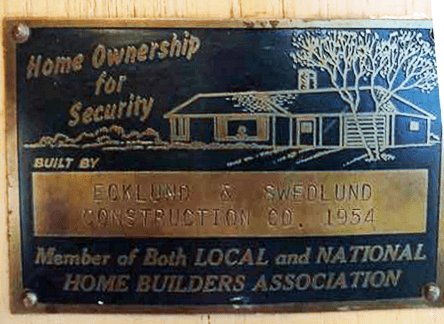 Home Ownership
for
Security
BUILT BY
ECKLUND & SWEDLUND
CONSTRUCTION CO. 1954
Member of Both LOCAL and NATIONAL
HOME BUILDERS ASSOCIATION